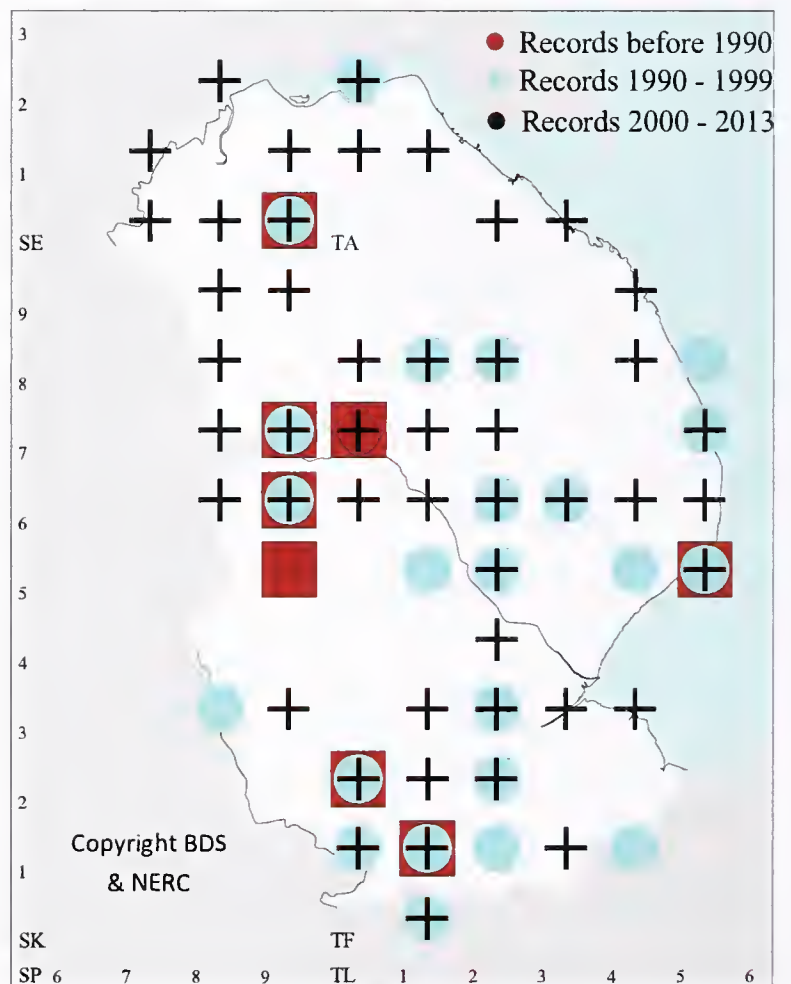 3
Records before 1990
Records 1990 - 1999
2
Records 2000 - 2013
1
SE TA
9
8
7
6
5
4
3
2
Copyright BDS
1
& NERC
SK TF
SP 6 7 8 9 TL 1 2 3 4 5 6